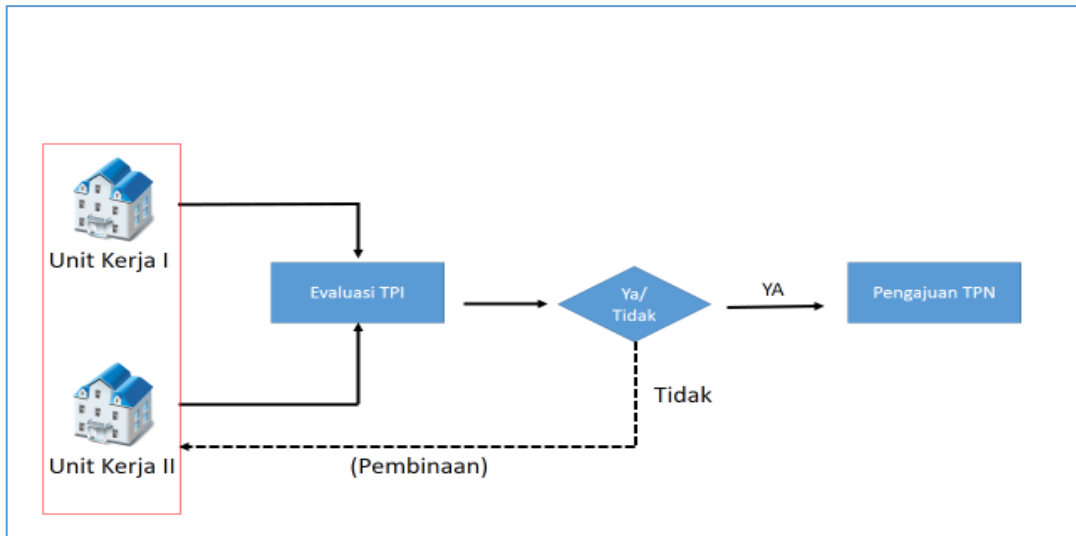 Unit Kerja I
Evaluasi TPI
Ya/
Tidak
YA
Pengajuan TPN
Tidak
Unit Kerja II
(Pembinaan)